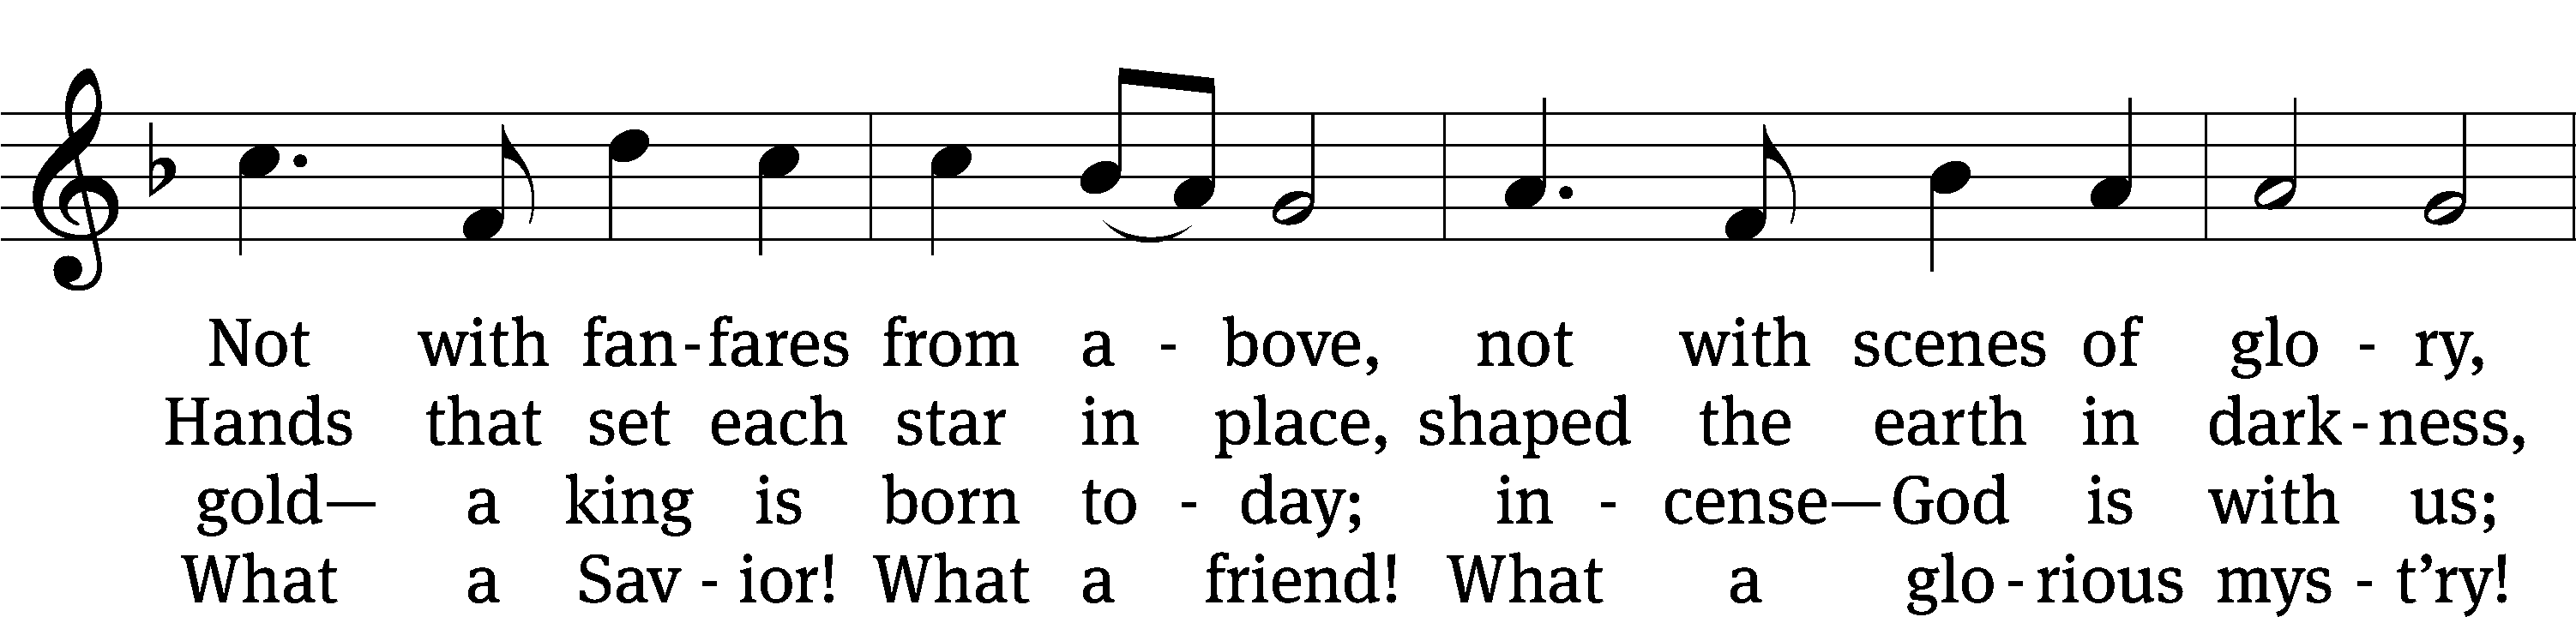 Not with fan - fares from a - bove, not with scenes of glo - ry,
Hands that set each star in place, shaped the earth in dark - ness,
gold— a king is born to - day; in - cense—God is with us;
What a Sav - ior! What a friend! What a glo - rious mys - t’ry!